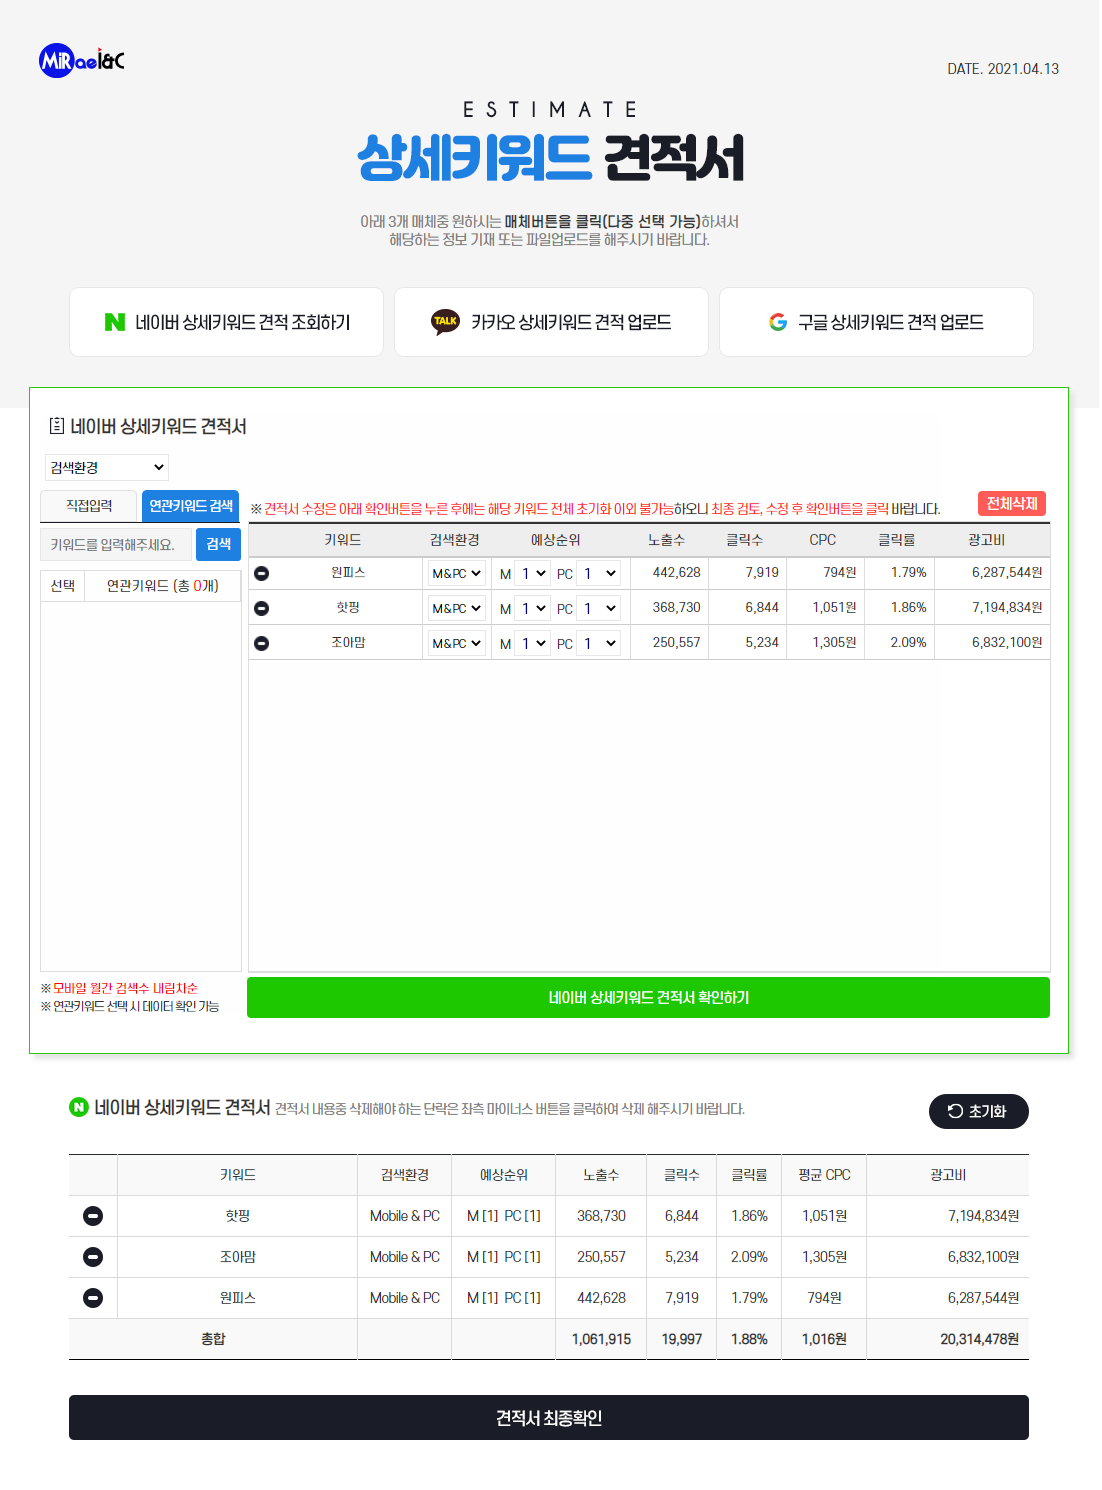 MiRae I&C
DATE. 2021.04.13
ESTIMATE
상세키워드 견적서
아래 3개 매체중 원하시는 매체버튼을 클릭(다중 선택 가능)하셔서
해당하는 정보 기재 또는 파일업로드를 해주시기 바랍니다.
N 네이버 상세키워드 견적 조회하기
TALK 카카오 상세키워드 견적 업로드
G 구글 상세키워드 견적 업로드
네이버 상세키워드 견적서
검색환경
직접입력 연관키워드 검색
※ 견적서 수정은 아래 확인버튼을 누른 후에는 해당 키워드 전체 초기화 이외 불가능하오니 최종 검토, 수정 후 확인버튼을 클릭 바랍니다.
전체삭제
키워드를 입력해주세요. 검색
선택 연관키워드 (총 0개)
키워드 검색환경 예상순위 노출수 클릭수 CPC 클릭률 광고비
원피스 M&PC M 1 PC 1 442,628 7,919 794원 1.79% 6,287,544원
핫핑 M&PC M 1 PC 1 368,730 6,844 1,051원 1.86% 7,194,834원
조아맘 M&PC M 1 PC 1 250,557 5,234 1,305원 2.09% 6,832,100원
※ 모바일 월간 검색수 내림차순
※ 연관키워드 선택 시 데이터 확인 가능
네이버 상세키워드 견적서 확인하기
N 네이버 상세키워드 견적서 견적서 내용중 삭제해야 하는 단락은 좌측 마이너스 버튼을 클릭하여 삭제 해주시기 바랍니다.
초기화
키워드 검색환경 예상순위 노출수 클릭수 클릭률 평균 CPC 광고비
핫핑 Mobile & PC M [1] PC [1] 368,730 6,844 1.86% 1,051원 7,194,834원
조아맘 Mobile & PC M [1] PC [1] 250,557 5,234 2.09% 1,305원 6,832,100원
원피스 Mobile & PC M [1] PC [1] 442,628 7,919 1.79% 794원 6,287,544원
총합 1,061,915 19,997 1.88% 1,016원 20,314,478원
견적서 최종확인